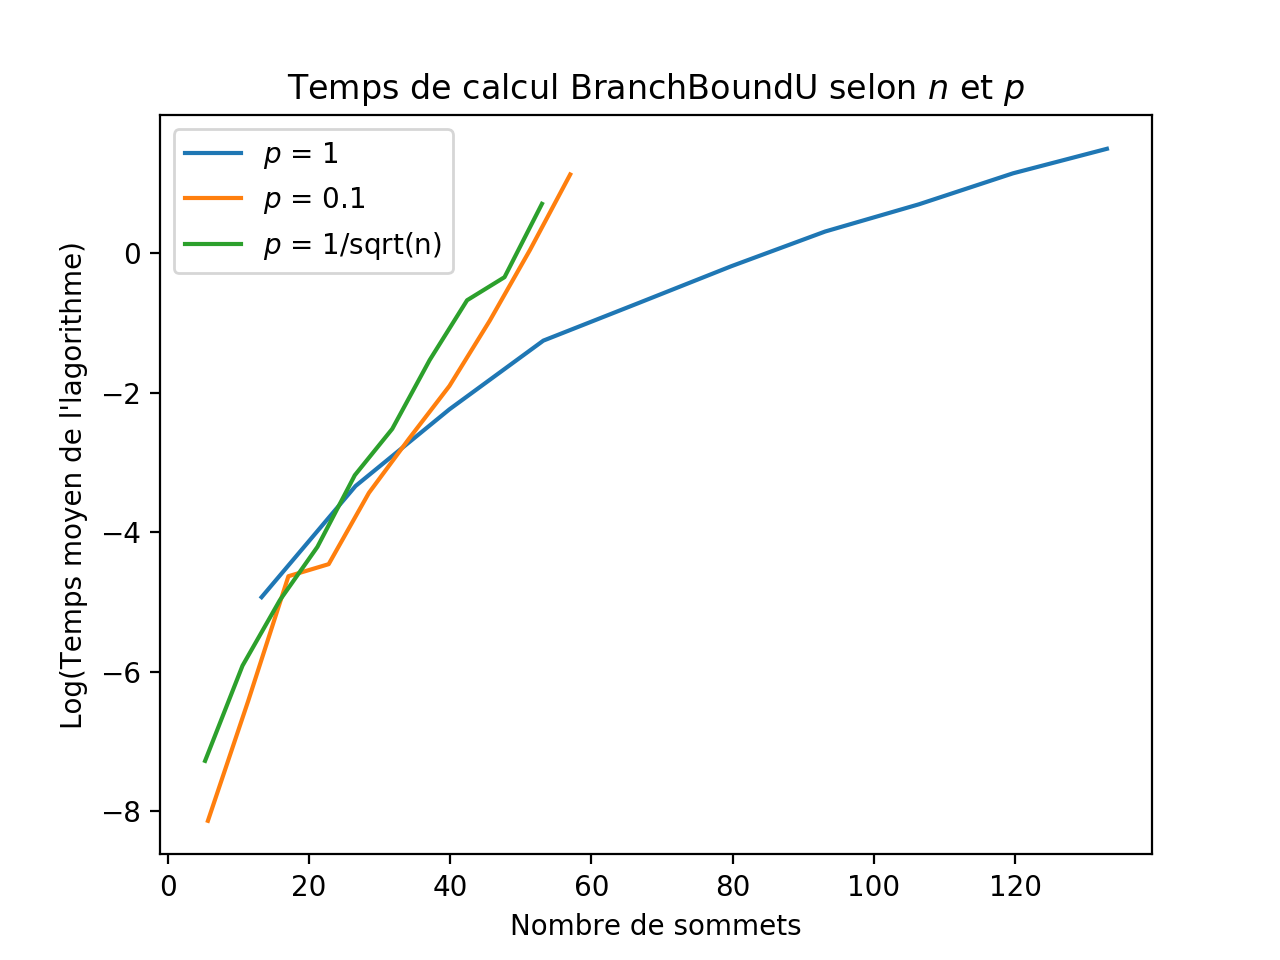 Temps de calcul BranchBoundU selon n et p
p = 1
p = 0.1
p = 1/sqrt(n)
Log(Temps moyen de l'lagorithme)
0
−2
−4
−6
−8
0 20 40 60 80 100 120
Nombre de sommets